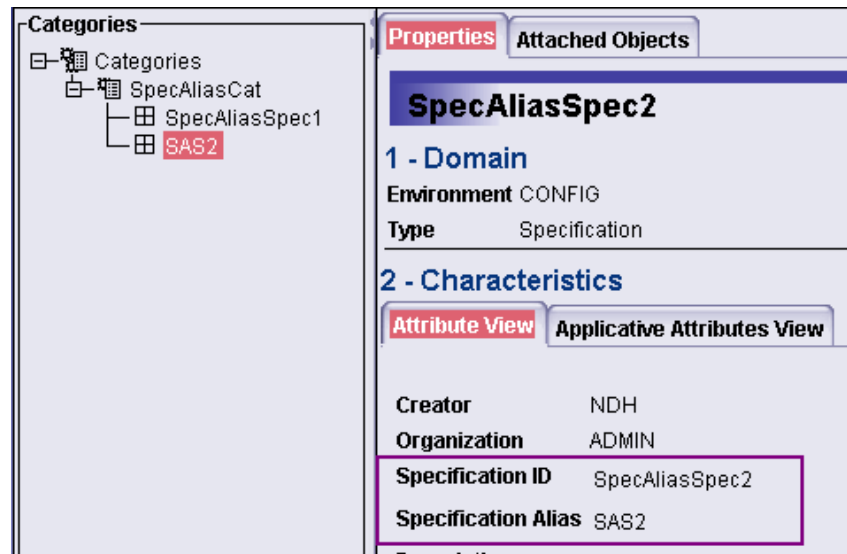 Categories
Categories
SpecAliasCat
SpecAliasSpec1
SAS2
Properties Attached Objects
SpecAliasSpec2
1 - Domain
Environment CONFIG
Type Specification
2 - Characteristics
Attribute View Applicative Attributes View
Creator NDH
Organization ADMIN
Specification ID SpecAliasSpec2
Specification Alias SAS2